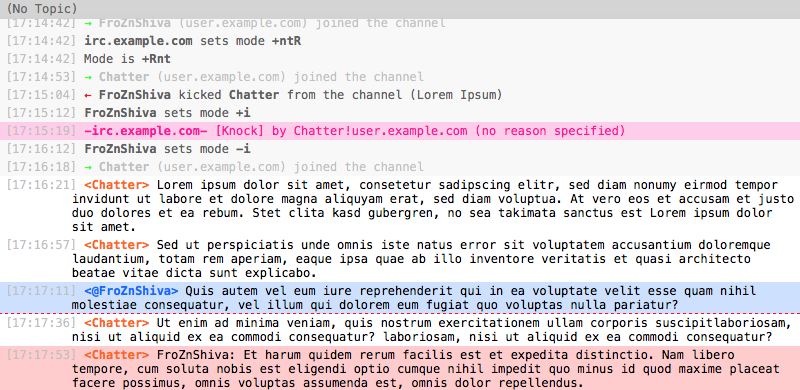 (No Topic)
[17:14:42] → FroZnShiva (user.example.com) joined the channel
[17:14:42] irc.example.com sets mode +ntR
[17:14:42] Mode is +Rnt
[17:14:53] → Chatter (user.example.com) joined the channel
[17:15:04] ← FroZnShiva kicked Chatter from the channel (Lorem Ipsum)
[17:15:12] FroZnShiva sets mode +i
[17:15:19] -irc.example.com- [Knock] by Chatter!user.example.com (no reason specified)
[17:16:12] FroZnShiva sets mode -i
[17:16:18] → Chatter (user.example.com) joined the channel
[17:16:21] <Chatter> Lorem ipsum dolor sit amet, consetetur sadipscing elitr, sed diam nonumy eirmod tempor
invidunt ut labore et dolore magna aliquyam erat, sed diam voluptua. At vero eos et accusam et justo
duo dolores et ea rebum. Stet clita kasd gubergren, no sea takimata sanctus est Lorem ipsum dolor
sit amet.
[17:16:57] <Chatter> Sed ut perspiciatis unde omnis iste natus error sit voluptatem accusantium doloremque
laudantium, totam rem aperiam, eaque ipsa quae ab illo inventore veritatis et quasi architecto
beatae vitae dicta sunt explicabo.
[17:17:11] <@FroZnShiva> Quis autem vel eum iure reprehenderit qui in ea voluptate velit esse quam nihil
molestiae consequatur, vel illum qui dolorem eum fugiat quo voluptas nulla pariatur?
[17:17:36] <Chatter> Ut enim ad minima veniam, quis nostrum exercitationem ullam corporis suscipitlaboriosam,
nisi ut aliquid ex ea commodi consequatur? laboriosam, nisi ut aliquid ex ea commodi consequatur?
[17:17:53] <Chatter> FroZnShiva: Et harum quidem rerum facilis est et expedita distinctio. Nam libero
tempore, cum soluta nobis est eligendi optio cumque nihil impedit quo minus id quod maxime placeat
facere possimus, omnis voluptas assumenda est, omnis dolor repellendus.